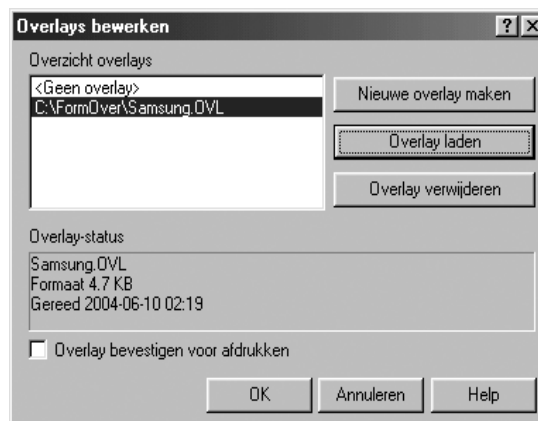 Overlays bewerken
Overzicht overlays
<Geen overlay>
C:\FormOver\Samsung.OVL
Nieuwe overlay maken
Overlay laden
Overlay verwijderen
Overlay-status
Samsung.OVL
Formaat 4.7 KB
Gereed 2004-06-10 02:19
Overlay bevestigen voor afdrukken
OK
Annuleren
Help